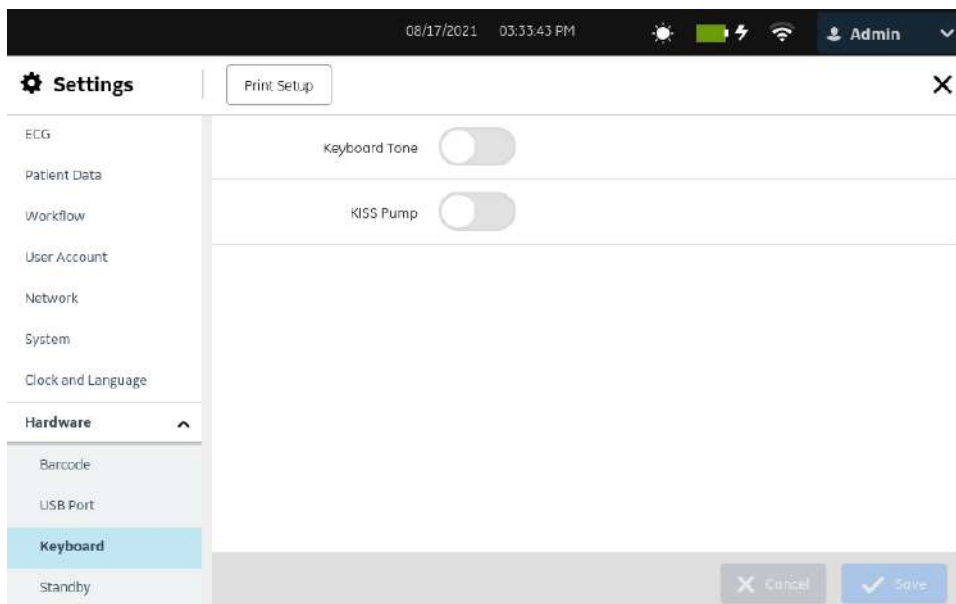 08/17/2021 03:33:43 PM Admin
Settings Print Setup
ECG
Patient Data
Workflow
User Account
Network
System
Clock and Language
Hardware
Barcode
USB Port
Keyboard
Standby
Keyboard Tone
KISS Pump
Cancel Save